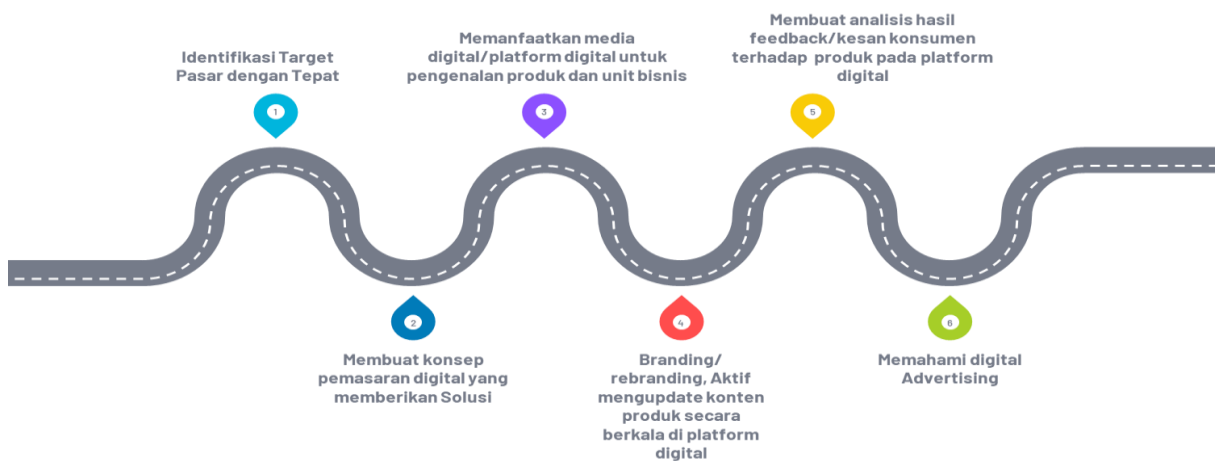 Identifikasi Target
Pasar dengan Tepat
1
Membuat konsep
pemasaran digital yang
memberikan Solusi
2
Memanfaatkan media
digital/platform digital untuk
pengenalan produk dan unit bisnis
3
Branding/
rebranding, Aktif
mengupdate konten
produk secara
berkala di platform
digital
4
Membuat analisis hasil
feedback/kesan konsumen
terhadap produk pada platform
digital
5
Memahami digital
Advertising
6